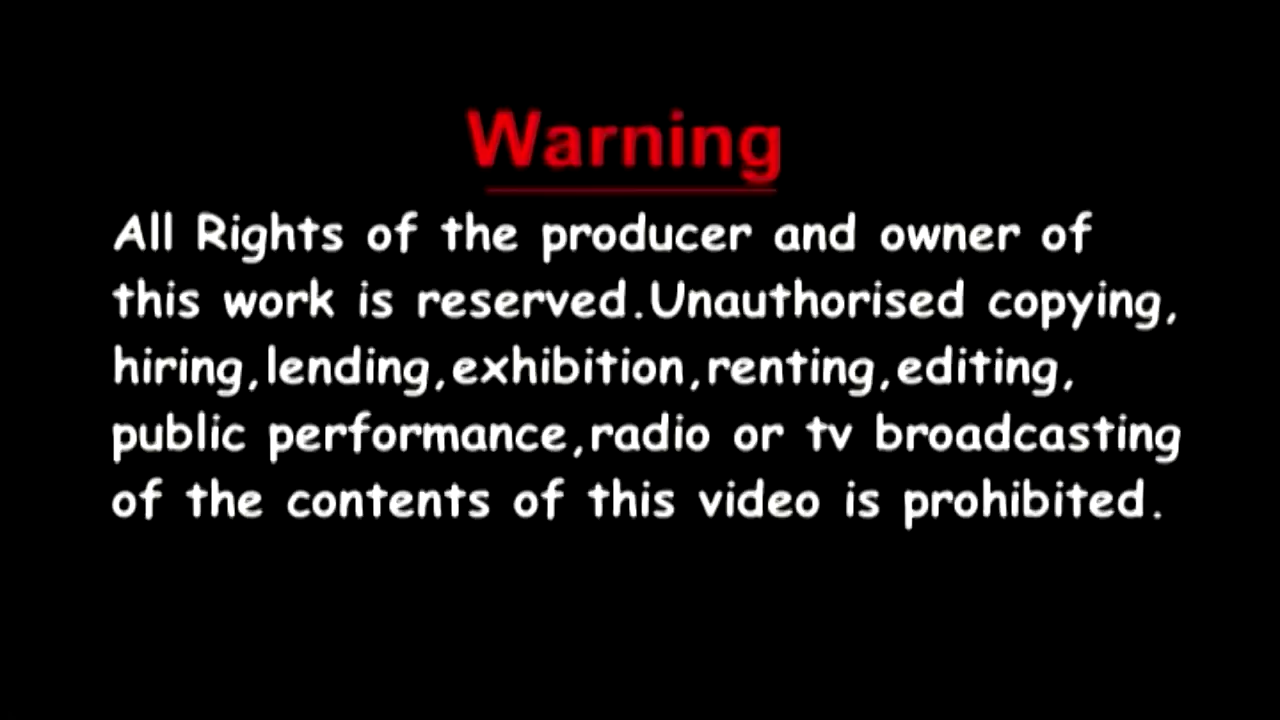 Warning
All Rights of the producer and owner of
this work is reserved.Unauthorised copying,
hiring,lending,exhibition,renting,editing,
public performance,radio or tv broadcasting
of the contents of this video is prohibited.